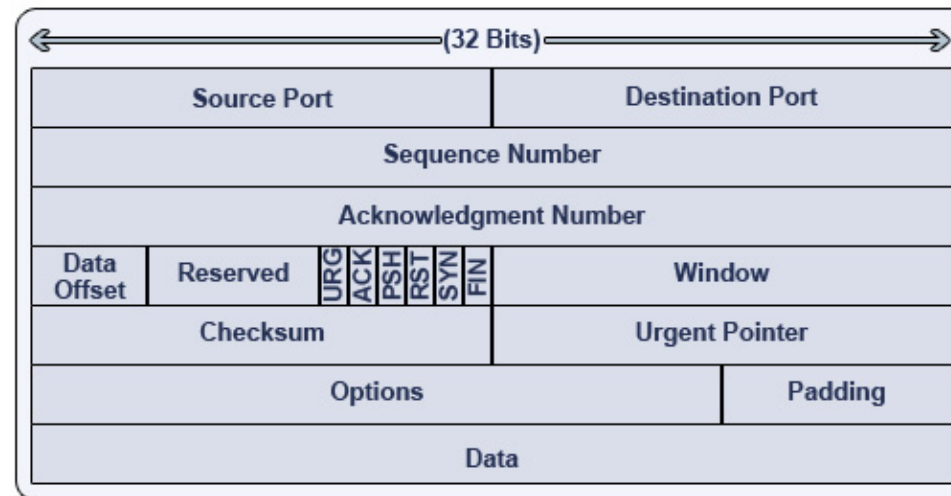 (32 Bits)
Source Port
Destination Port
Sequence Number
Acknowledgment Number
Data
Offset
Reserved
URG
ACK
PSH
RST
SYN
FIN
Window
Checksum
Urgent Pointer
Options
Padding
Data